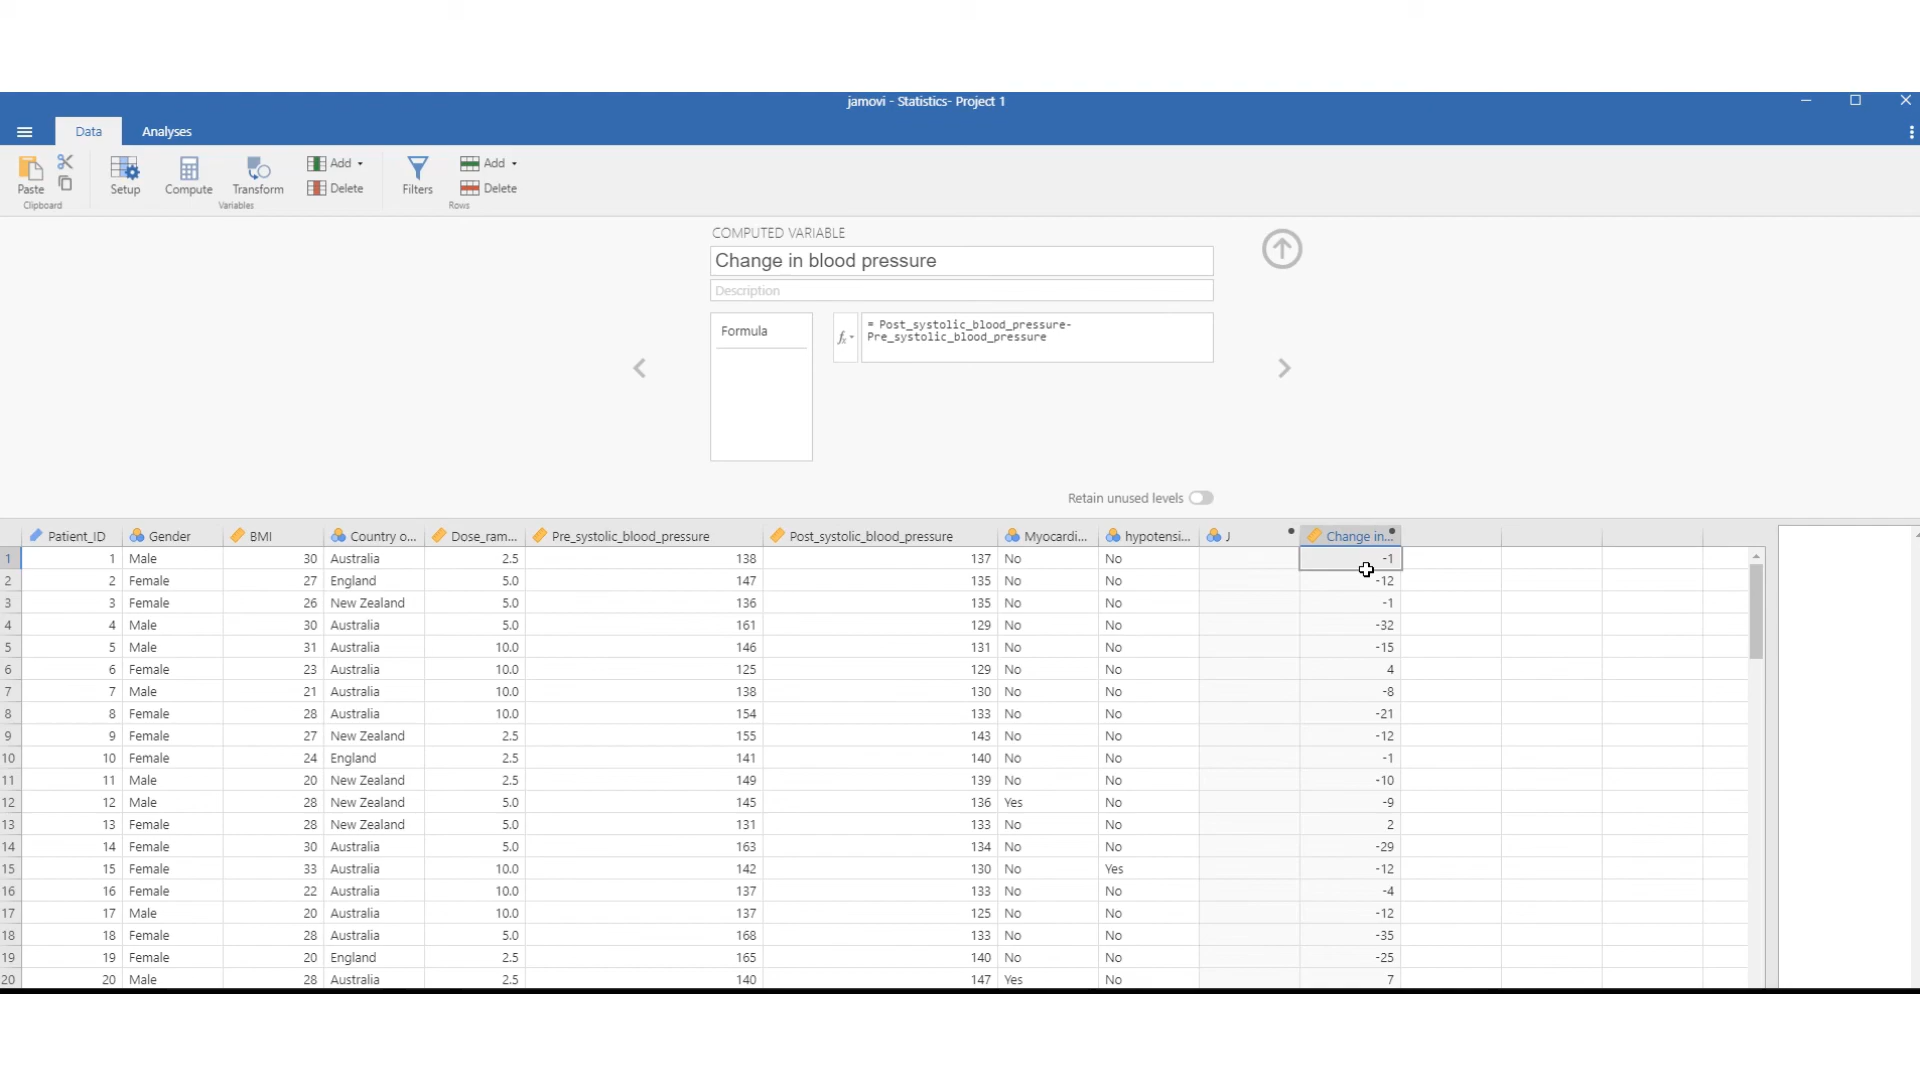 jamovi - Statistics- Project 1
Data Analyses
Paste Setup Compute Transform Add Delete Filters Add Delete
Clipboard Variables Rows
COMPUTED VARIABLE
Change in blood pressure
Description
Formula
fx
= Post_systolic_blood_pressure-
Pre_systolic_blood_pressure
Retain unused levels
Patient_ID Gender BMI Country o... Dose_ram... Pre_systolic_blood_pressure Post_systolic_blood_pressure Myocardi... hypotensi... J Change in...
1 1 Male 30 Australia 2.5 138 137 No No -1
2 2 Female 27 England 5.0 147 135 No No -12
3 3 Female 26 New Zealand 5.0 136 135 No No -1
4 4 Male 30 Australia 5.0 161 129 No No -32
5 5 Male 31 Australia 10.0 146 131 No No -15
6 6 Female 23 Australia 10.0 125 129 No No 4
7 7 Male 21 Australia 10.0 138 130 No No -8
8 8 Female 28 Australia 10.0 154 133 No No -21
9 9 Female 27 New Zealand 2.5 155 143 No No -12
10 10 Female 24 England 2.5 141 140 No No -1
11 11 Male 20 New Zealand 2.5 149 139 No No -10
12 12 Male 28 New Zealand 5.0 145 136 Yes No -9
13 13 Female 28 New Zealand 5.0 131 133 No No 2
14 14 Female 30 Australia 5.0 163 134 No No -29
15 15 Female 33 Australia 10.0 142 130 No Yes -12
16 16 Female 22 Australia 10.0 137 133 No No -4
17 17 Male 20 Australia 10.0 137 125 No No -12
18 18 Female 28 Australia 5.0 168 133 No No -35
19 19 Female 20 England 2.5 165 140 No No -25
20 20 Male 28 Australia 2.5 140 147 Yes No 7